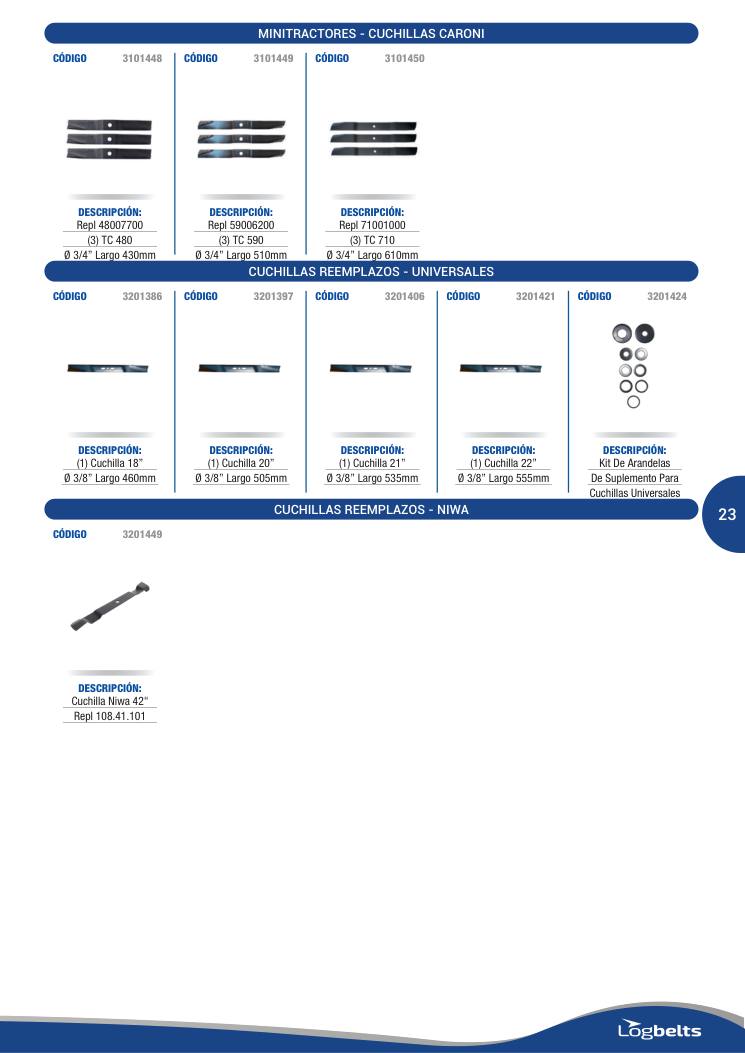 MINITRACTORES - CUCHILLAS CARONI
CÓDIGO 3101448
DESCRIPCIÓN:
Repl 48007700
(3) TC 480
Ø 3/4” Largo 430mm
CÓDIGO 3101449
DESCRIPCIÓN:
Repl 59006200
(3) TC 590
Ø 3/4” Largo 510mm
CÓDIGO 3101450
DESCRIPCIÓN:
Repl 71001000
(3) TC 710
Ø 3/4” Largo 610mm
CUCHILLAS REEMPLAZOS - UNIVERSALES
CÓDIGO 3201386
DESCRIPCIÓN:
(1) Cuchilla 18”
Ø 3/8” Largo 460mm
CÓDIGO 3201397
DESCRIPCIÓN:
(1) Cuchilla 20”
Ø 3/8” Largo 505mm
CÓDIGO 3201406
DESCRIPCIÓN:
(1) Cuchilla 21”
Ø 3/8” Largo 535mm
CÓDIGO 3201421
DESCRIPCIÓN:
(1) Cuchilla 22”
Ø 3/8” Largo 555mm
CÓDIGO 3201424
DESCRIPCIÓN:
Kit De Arandelas
De Suplemento Para
Cuchillas Universales
CUCHILLAS REEMPLAZOS - NIWA
23
CÓDIGO 3201449
DESCRIPCIÓN:
Cuchilla Niwa 42"
Repl 108.41.101
Logbelts